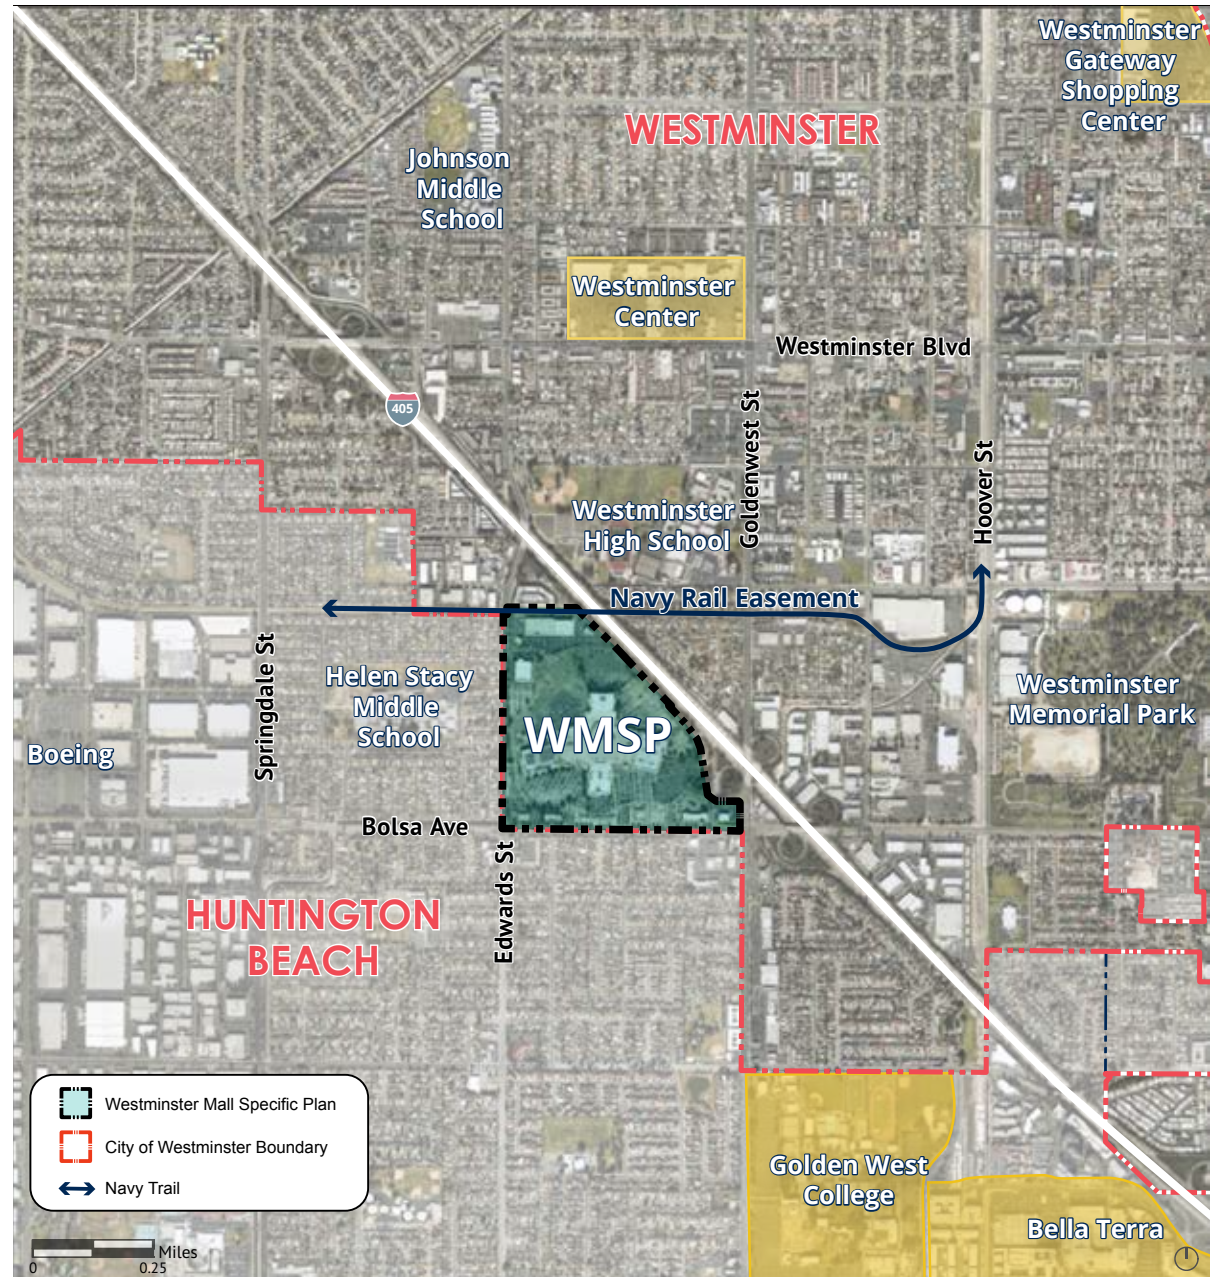 Westminster
Gateway
Shopping
Center
WESTMINSTER
Johnson
Middle
School
Westminster
Center
Westminster Blvd
405
Goldenwest St
Hoover St
Westminster
High School
Navy Rail Easement
Springdale St
Helen Stacy
Middle
School
WMSP
Westminster
Memorial Park
Boeing
Bolsa Ave
Edwards St
HUNTINGTON
BEACH
Westminster Mall Specific Plan
City of Westminster Boundary
Navy Trail
Golden West
College
Bella Terra
Miles
0 0.25